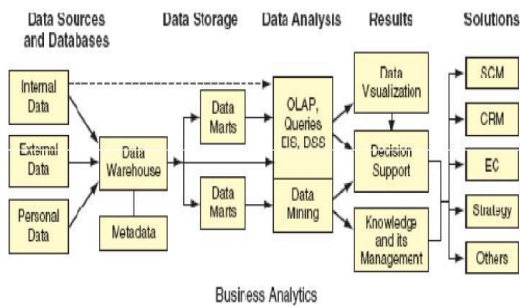 Data Sources
and Databases
Data Storage
Data Analysis
Results
Solutions
Internal
Data
External
Data
Personal
Data
Data
Warehouse
Metadata
Data
Marts
Data
Marts
OLAP,
Queries
EIS, DSS
Data
Mining
Data
Visualization
Decision
Support
Knowledge
and its
Management
SCM
CRM
EC
Strategy
Others
Business Analytics